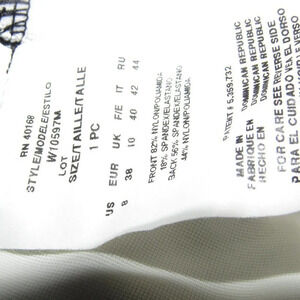 RN 40168
STYLE/MODELE/ESTILO
W10597M
LOT
SIZE/TAILLE/TALLE
1 PC
US EUR UK F/E IT RU
8 38 10 40 42 44
FRONT 82% NYLON/POLIAMIDA
18% SPANDEX/ELASTANO
BACK 56% SPANDEX/ELASTANO
44% NYLON/POLIAMIDA
PATENT # 5,359,732
MADE IN DOMINICAN REPUBLIC
FABRIQUE EN DOMINICAN REPUBLIC
HECHO EN DOMINICAN REPUBLIC
FOR CARE SEE REVERSE SIDE
PARA EL CUIDADO VEA EL DORSO